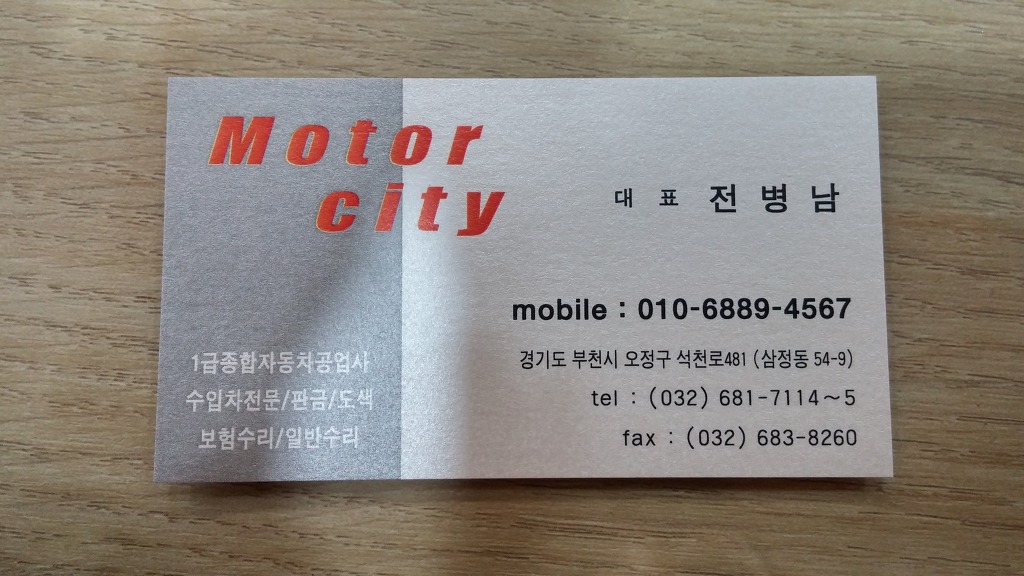 Motor
city
대 표 전 병 남
mobile : 010-6889-4567
경기도 부천시 오정구 석천로481 (삼정동 54-9)
tel : (032) 681-7114~5
fax : (032) 683-8260
1급종합자동차공업사
수입차전문/판금/도색
보험수리/일반수리